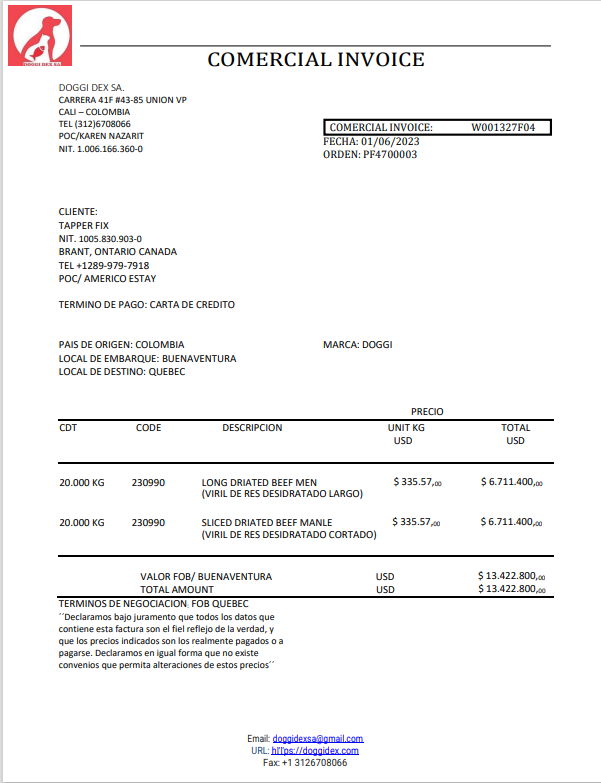 DOGGI DEX SA
COMERCIAL INVOICE
DOGGI DEX SA.
CARRERA 41F #43-85 UNION VP
CALI – COLOMBIA
TEL (312)6708066
POC/KAREN NAZARIT
NIT. 1.006.166.360-0
COMERCIAL INVOICE: W001327F04
FECHA: 01/06/2023
ORDEN: PF4700003
CLIENTE:
TAPPER FIX
NIT. 1005.830.903-0
BRANT, ONTARIO CANADA
TEL +1289-979-7918
POC/ AMERICO ESTAY
TERMINO DE PAGO: CARTA DE CREDITO
PAIS DE ORIGEN: COLOMBIA MARCA: DOGGI
LOCAL DE EMBARQUE: BUENAVENTURA
LOCAL DE DESTINO: QUEBEC
PRECIO
CDT CODE DESCRIPCION UNIT KG TOTAL
USD USD
20.000 KG 230990 LONG DRIATED BEEF MEN $ 335.57,00 $ 6.711.400,00
(VIRIL DE RES DESIDRATADO LARGO)
20.000 KG 230990 SLICED DRIATED BEEF MANLE $ 335.57,00 $ 6.711.400,00
(VIRIL DE RES DESIDRATADO CORTADO)
VALOR FOB/ BUENAVENTURA USD $ 13.422.800,00
TOTAL AMOUNT USD $ 13.422.800,00
TERMINOS DE NEGOCIACION: FOB QUEBEC
´´Declaramos bajo juramento que todos los datos que
contiene esta factura son el fiel reflejo de la verdad, y
que los precios indicados son los realmente pagados o a
pagarse. Declaramos en igual forma que no existe
convenios que permita alteraciones de estos precios´´
Email: doggidexsa@gmail.com
URL: hlTps://doggidex.com
Fax: +1 3126708066